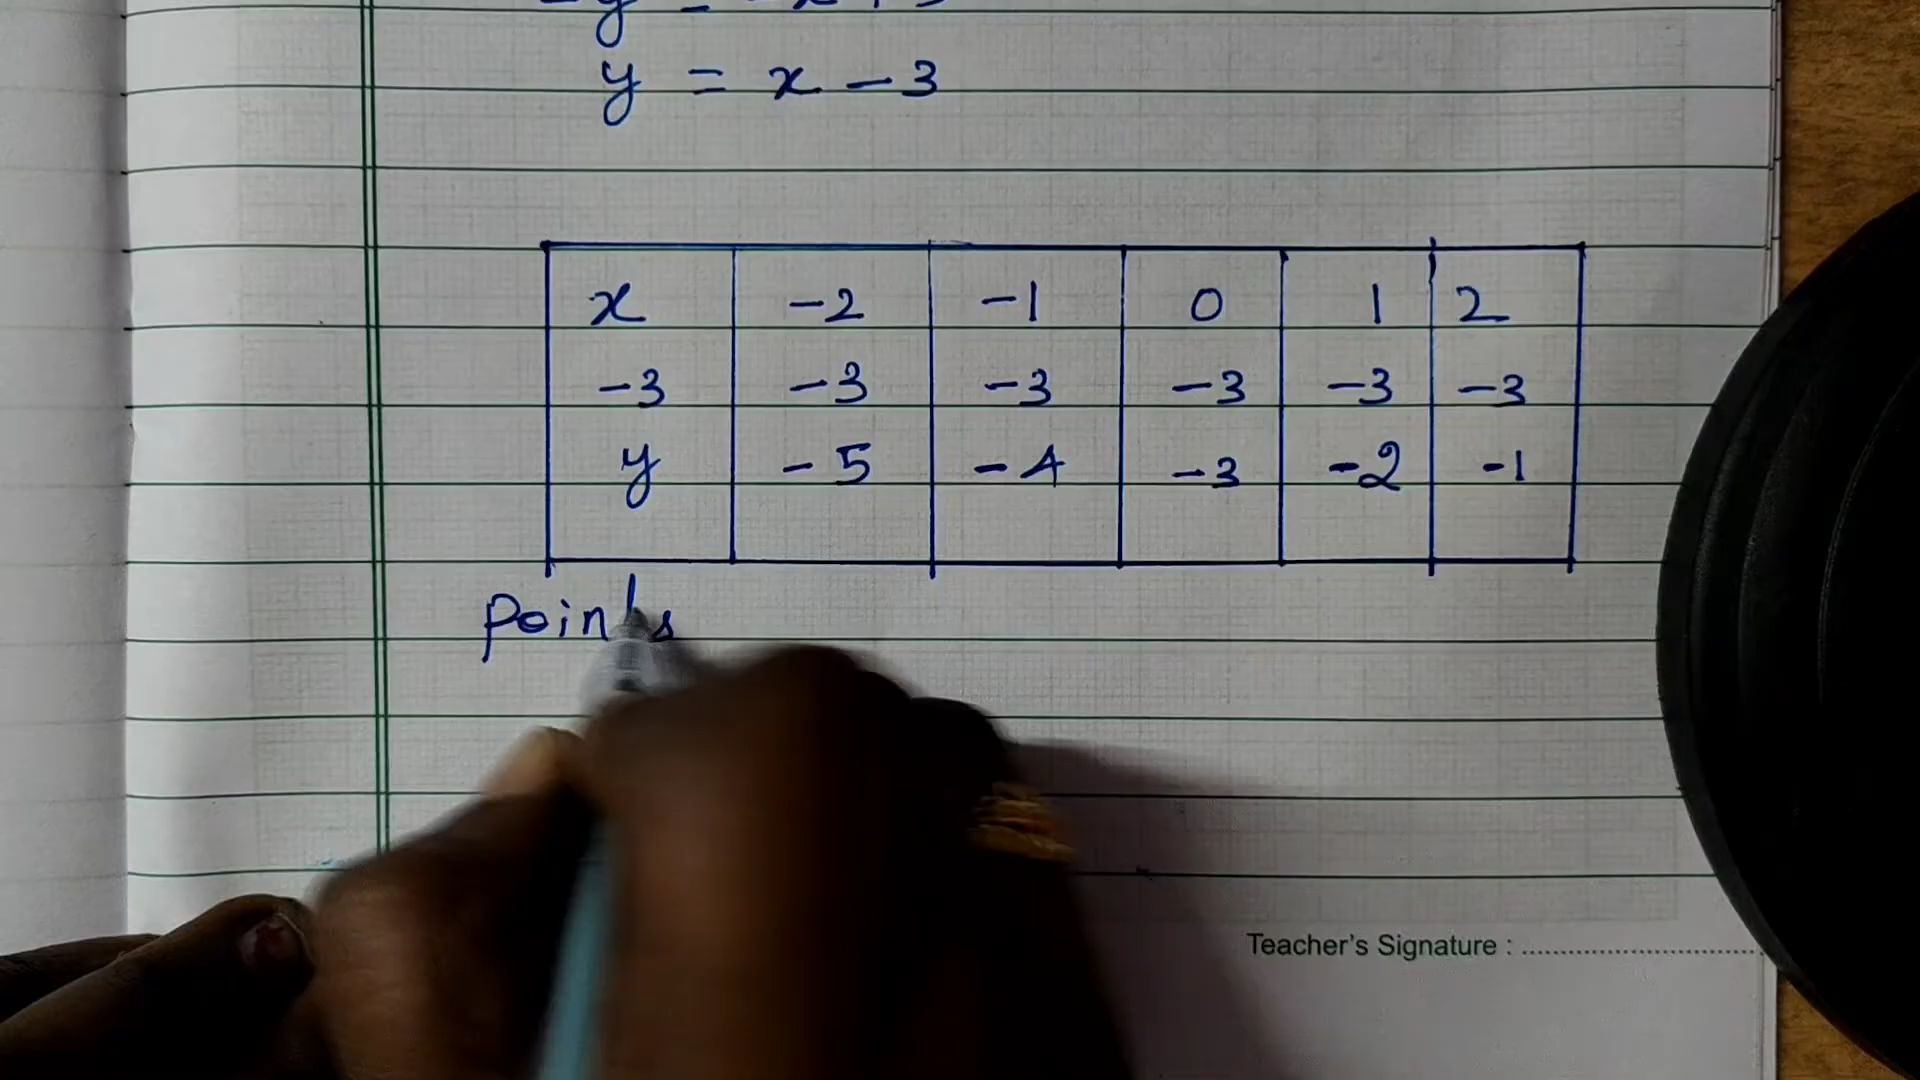 -y = -x+3
y = x - 3
x -2 -1 0 1 2
-3 -3 -3 -3 -3 -3
y -5 -4 -3 -2 -1
Points
Teacher's Signature : ................................